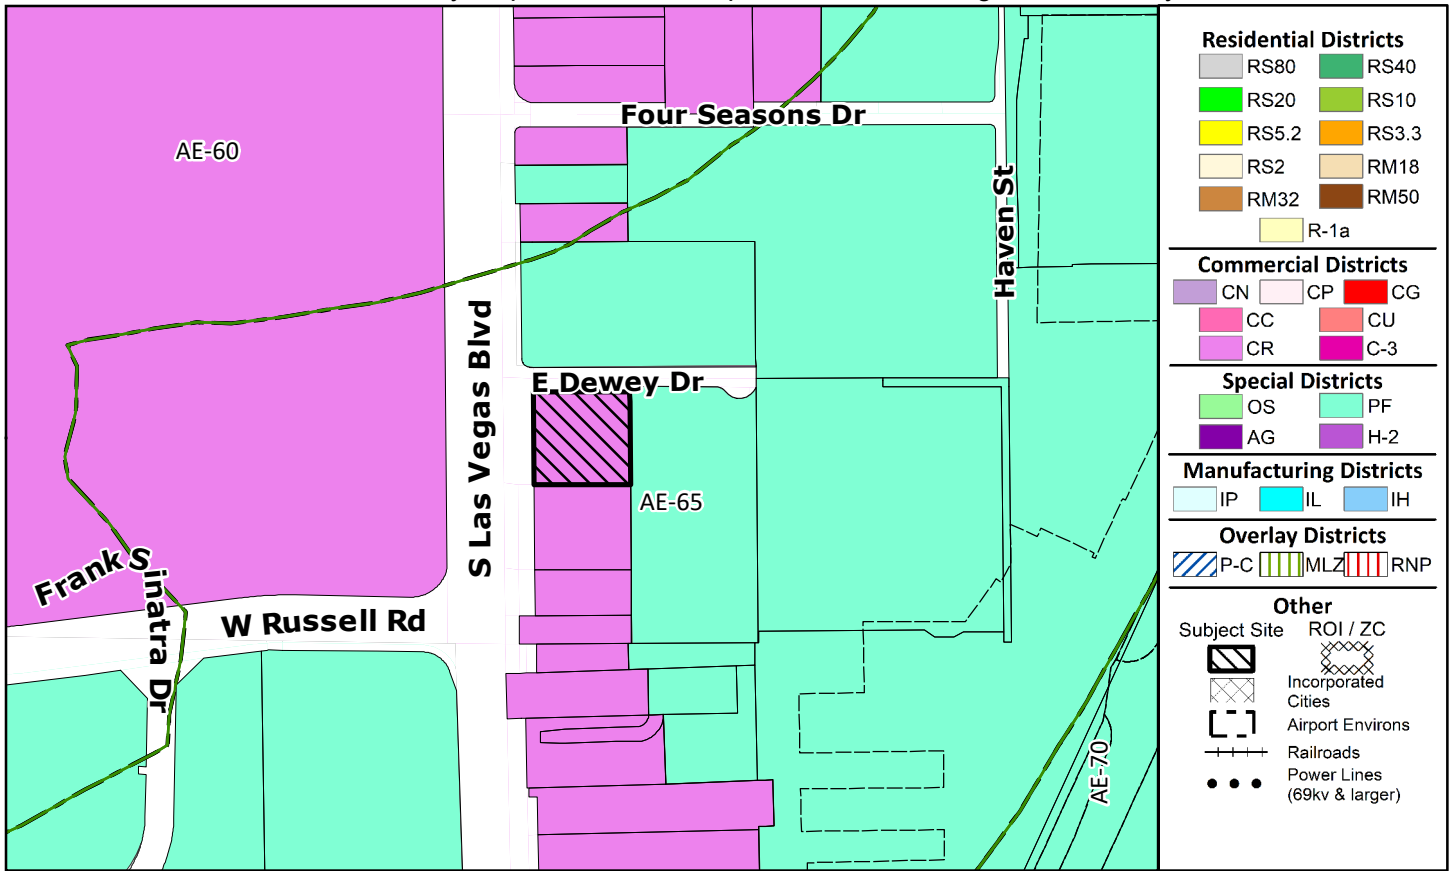 Four Seasons Dr
AE-60
Haven St
S Las Vegas Blvd
E Dewey Dr
AE-65
Frank Sinatra Dr
W Russell Rd
AE-70
Residential Districts
RS80 RS40
RS20 RS10
RS5.2 RS3.3
RS2 RM18
RM32 RM50
R-1a
Commercial Districts
CN CP CG
CC CU
CR C-3
Special Districts
OS PF
AG H-2
Manufacturing Districts
IP IL IH
Overlay Districts
P-C MLZ RNP
Other
Subject Site ROI / ZC
Incorporated
Cities
Airport Environs
Railroads
Power Lines
(69kv & larger)